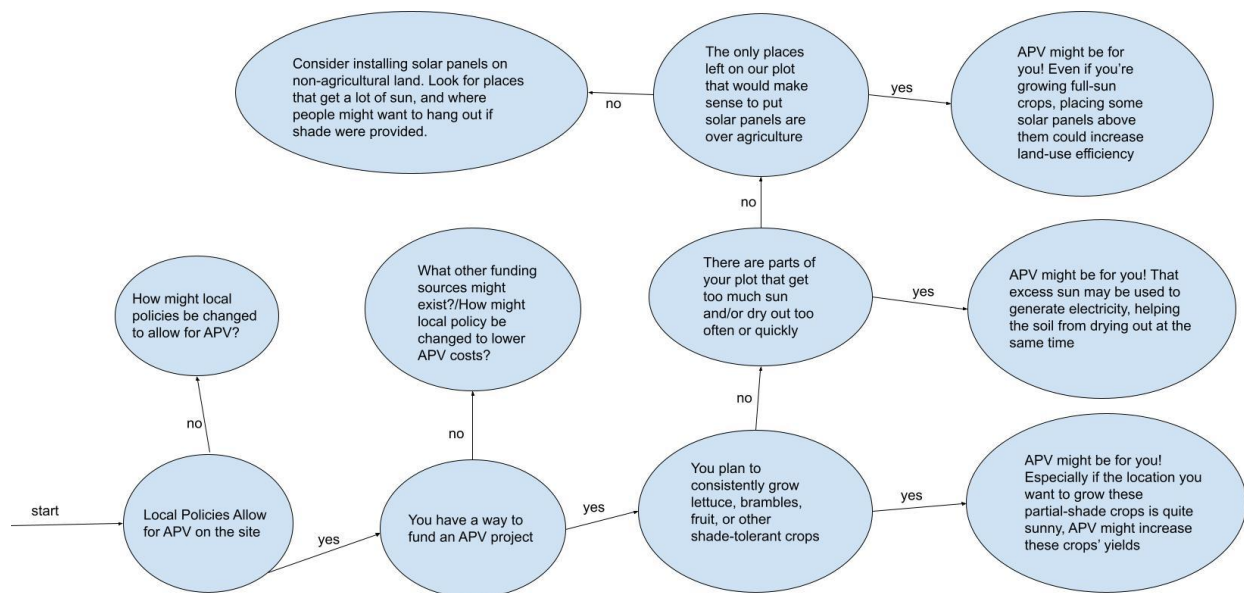 start
Local Policies Allow
for APV on the site
no
How might local
policies be changed
to allow for APV?
yes
You have a way to
fund an APV project
no
What other funding
sources might
exist?/How might
local policy be
changed to lower
APV costs?
yes
You plan to
consistently grow
lettuce, brambles,
fruit, or other
shade-tolerant crops
yes
APV might be for you!
Especially if the location you
want to grow these
partial-shade crops is quite
sunny, APV might increase
these crops' yields
no
There are parts of
your plot that get
too much sun
and/or dry out too
often or quickly
yes
APV might be for you! That
excess sun may be used to
generate electricity, helping
the soil from drying out at the
same time
no
The only places
left on our plot
that would make
sense to put
solar panels are
over agriculture
yes
APV might be for
you! Even if you're
growing full-sun
crops, placing some
solar panels above
them could increase
land-use efficiency
no
Consider installing solar panels on
non-agricultural land. Look for places
that get a lot of sun, and where
people might want to hang out if
shade were provided.